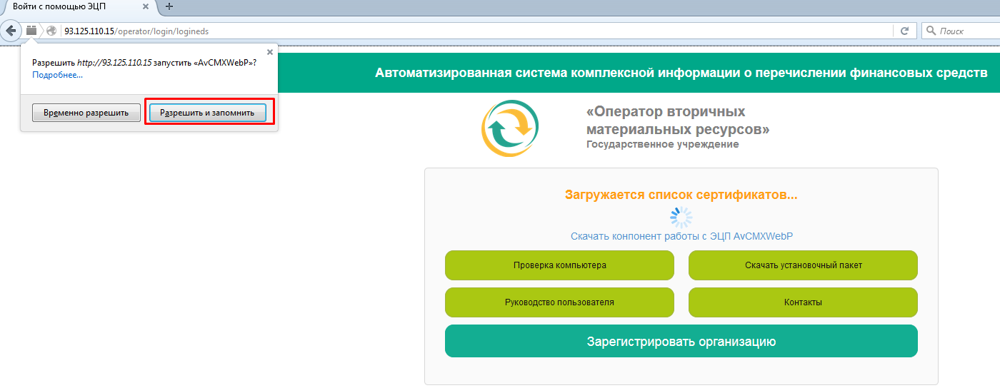 Войти с помощью ЭЦП
93.125.110.15/operator/login/logineds
Поиск
Разрешить http://93.125.110.15 запустить «AvCMXWebP»?
Подробнее...
Временно разрешить
Разрешить и запомнить
Автоматизированная система комплексной информации о перечислении финансовых средств
«Оператор вторичных
материальных ресурсов»
Государственное учреждение
Загружается список сертификатов...
Скачать конпонент работы с ЭЦП AvCMXWebP
Проверка компьютера
Скачать установочный пакет
Руководство пользователя
Контакты
Зарегистрировать организацию